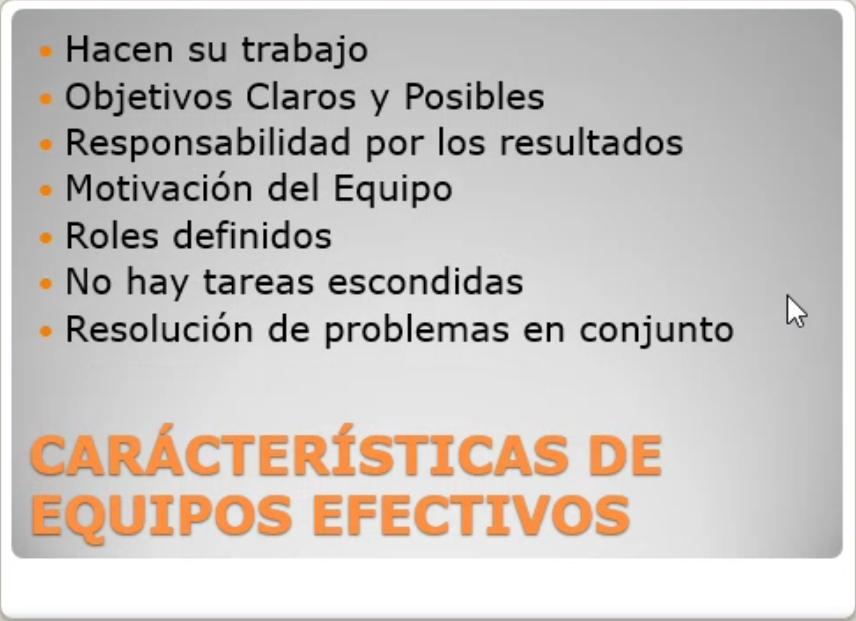 Hacen su trabajo
Objetivos Claros y Posibles
Responsabilidad por los resultados
Motivación del Equipo
Roles definidos
No hay tareas escondidas
Resolución de problemas en conjunto
CARÁCTERÍSTICAS DE
EQUIPOS EFECTIVOS